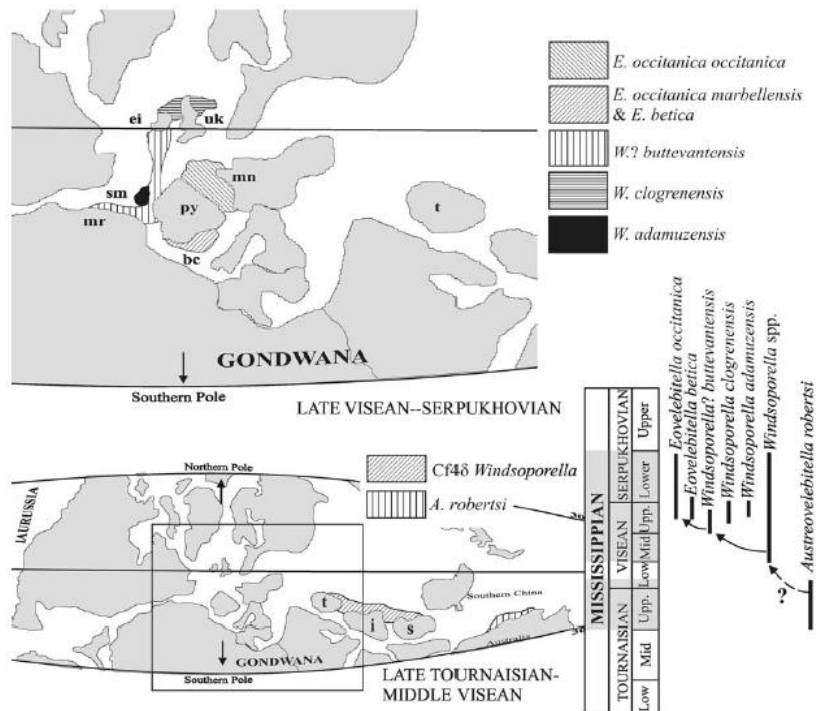 E. occitanica occitanica
E. occitanica marbellensis
& E. betica
W.? buttevantensis
W. clogrenensis
W. adamuzensis
ei
uk
mn
sm
py
t
mr
bc
GONDWANA
Southern Pole
LATE VISEAN--SERPUKHOVIAN
Northern Pole
Cf4δ Windsoporella
A. robertsi
lAURUSSIA
30
Southern China
t
i
s
Australia
30
GONDWANA
Southern Pole
LATE TOURNAISIAN-
MIDDLE VISEAN
MISSISSIPPIAN
SERPUKHOVIAN
Upper
Lower
VISEAN
Upp.
Mid
Low
TOURNAISIAN
Upp.
Mid
Low
Eovelebitella occitanica
Eovelebitella betica
Windsoporella? buttevantensis
Windsoporella clogrenensis
Windsoporella adamuzensis
Windsoporella spp.
Austreovelebitella robertsi
?